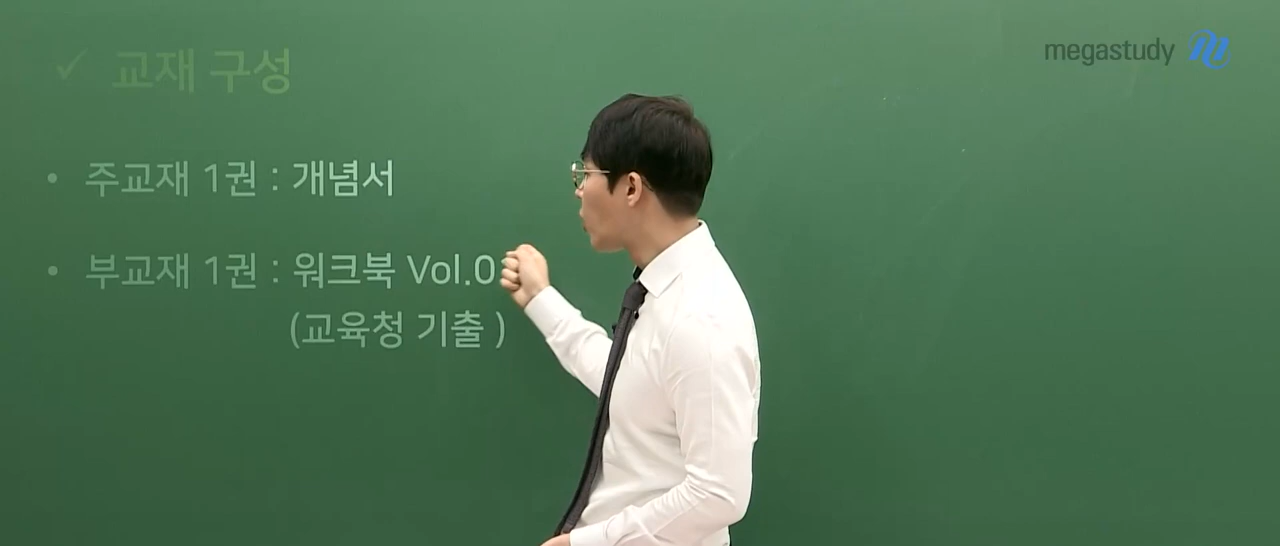 ✓ 교재 구성
megastudy
• 주교재 1권 : 개념서
• 부교재 1권 : 워크북 Vol.0
(교육청 기출 )